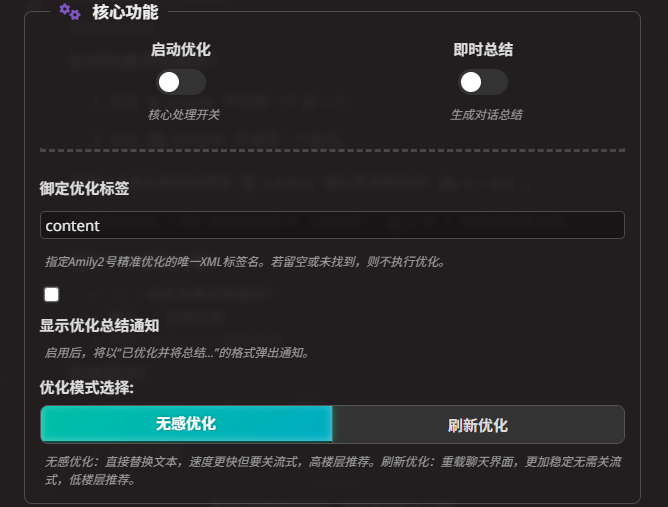 核心功能
启动优化
即时总结
核心处理开关
生成对话总结
御定优化标签
content
指定Amily2号精准优化的唯一XML标签名。若留空或未找到，则不执行优化。
显示优化总结通知
启用后，将以“已优化并将总结...”的格式弹出通知。
优化模式选择:
无感优化
刷新优化
无感优化：直接替换文本，速度更快但要关流式，高楼层推荐。刷新优化：重载聊天界面，更加稳定无需关流
式，低楼层推荐。